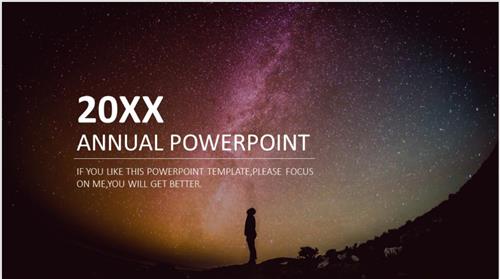 20XX
ANNUAL POWERPOINT
IF YOU LIKE THIS POWERPOINT TEMPLATE,PLEASE FOCUS
ON ME,YOU WILL GET BETTER.